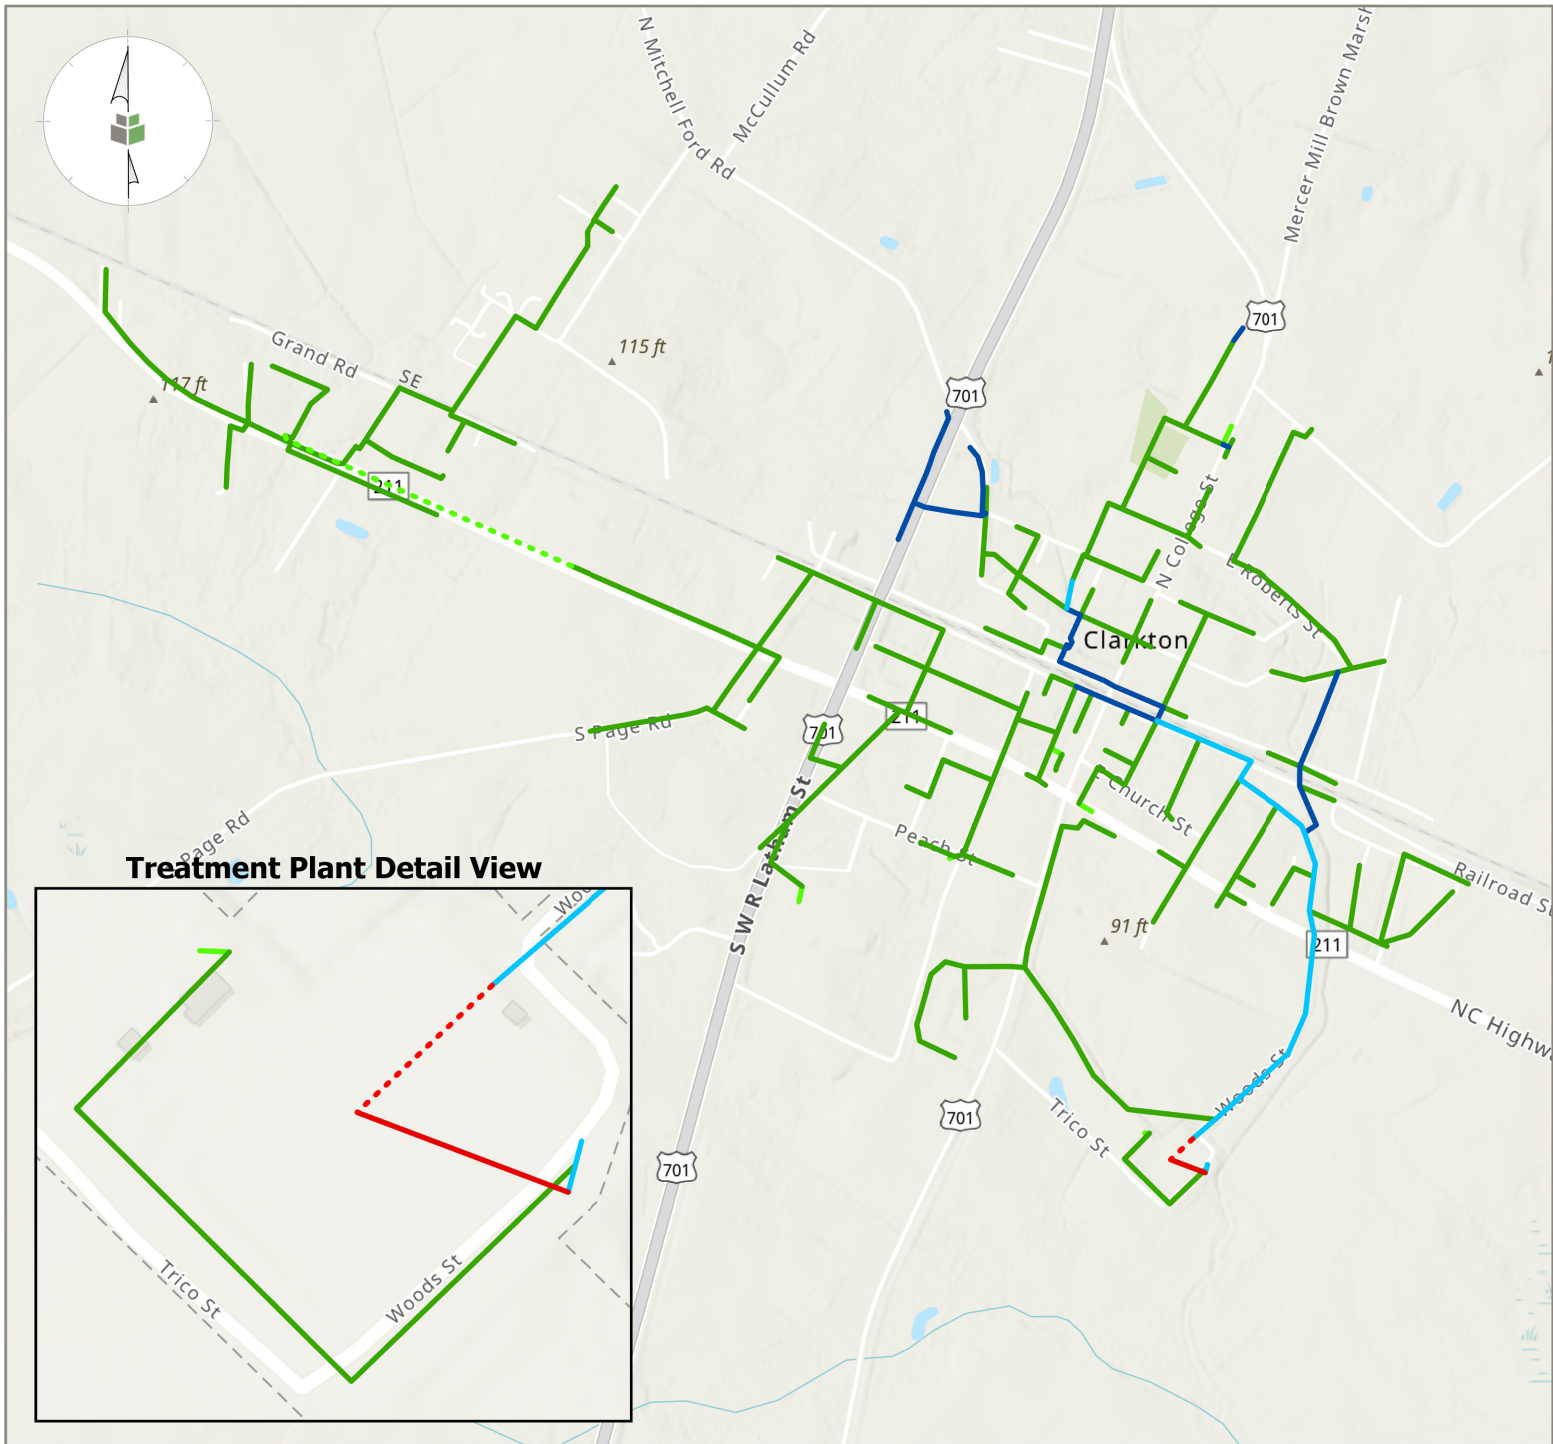 N Mitchell Ford Rd
McCullum Rd
Mercer Mill Brown Marsh
701
115 ft
Grand Rd
SE
117 ft
701
211
N College St
E Roberts St
Clarkton
S Page Rd
701
211
E Church St
Page Rd
Peach St
S W R Latham St
Railroad St
91 ft
211
NC Highw
Woods St
Trico St
701
701
Treatment Plant Detail View
Woo
Trico St
Woods St